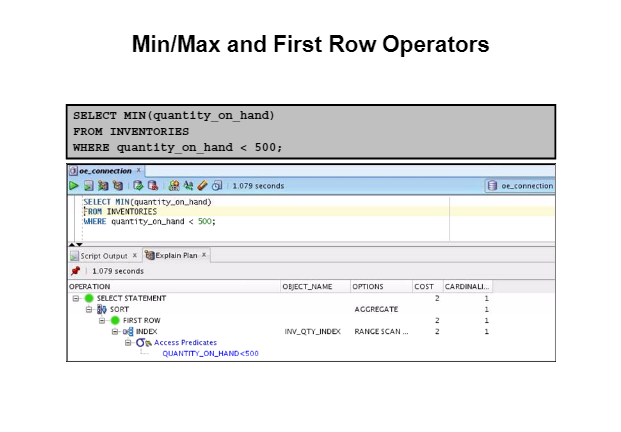 Min/Max and First Row Operators
SELECT MIN(quantity_on_hand)
FROM INVENTORIES
WHERE quantity_on_hand < 500;
oe_connection ×
1.079 seconds oe_connection
SELECT MIN(quantity_on_hand)
FROM INVENTORIES
WHERE quantity_on_hand < 500;
Script Output × Explain Plan ×
1.079 seconds
OPERATION OBJECT_NAME OPTIONS COST CARDINALI...
SELECT STATEMENT 2 1
SORT AGGREGATE 1
FIRST ROW 2 1
INDEX INV_QTY_INDEX RANGE SCAN ... 2 1
Access Predicates
QUANTITY_ON_HAND<500